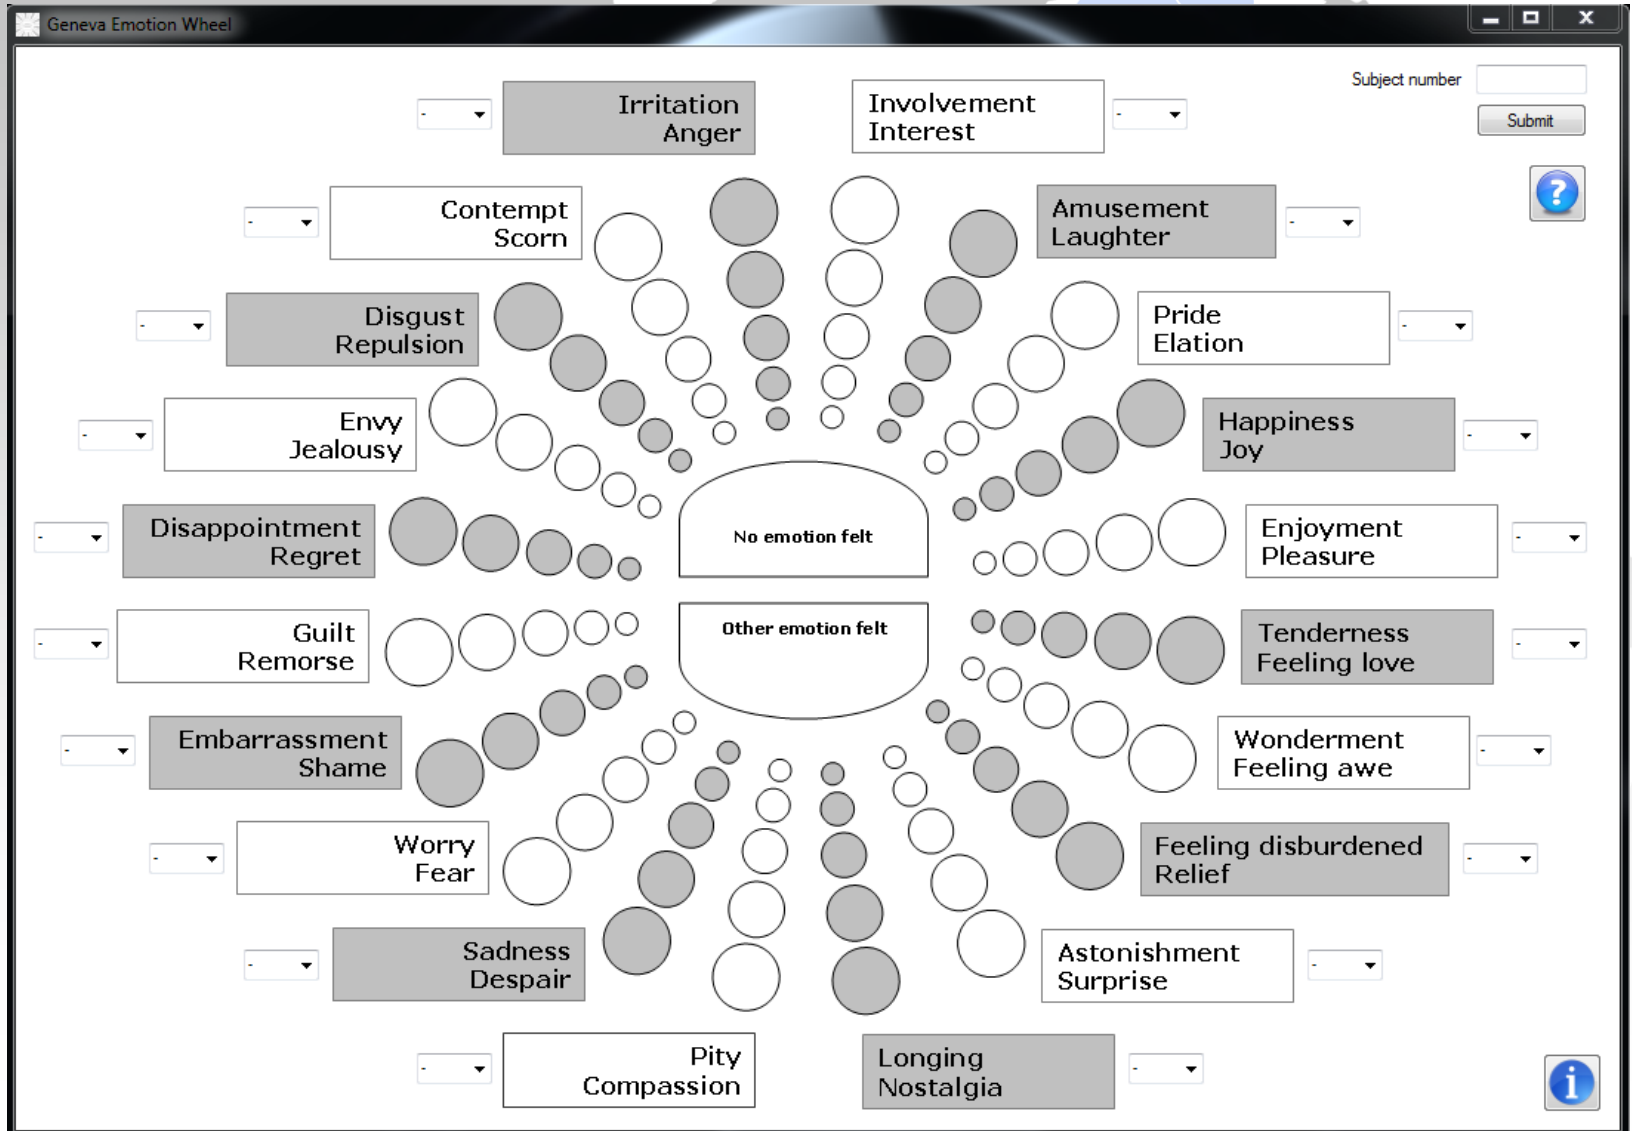 Geneva Emotion Wheel
Subject number
Submit
Irritation
Anger
Involvement
Interest
Contempt
Scorn
Amusement
Laughter
Disgust
Repulsion
Pride
Elation
Envy
Jealousy
Happiness
Joy
Disappointment
Regret
No emotion felt
Enjoyment
Pleasure
Guilt
Remorse
Other emotion felt
Tenderness
Feeling love
Embarrassment
Shame
Wonderment
Feeling awe
Worry
Fear
Feeling disburdened
Relief
Sadness
Despair
Astonishment
Surprise
Pity
Compassion
Longing
Nostalgia